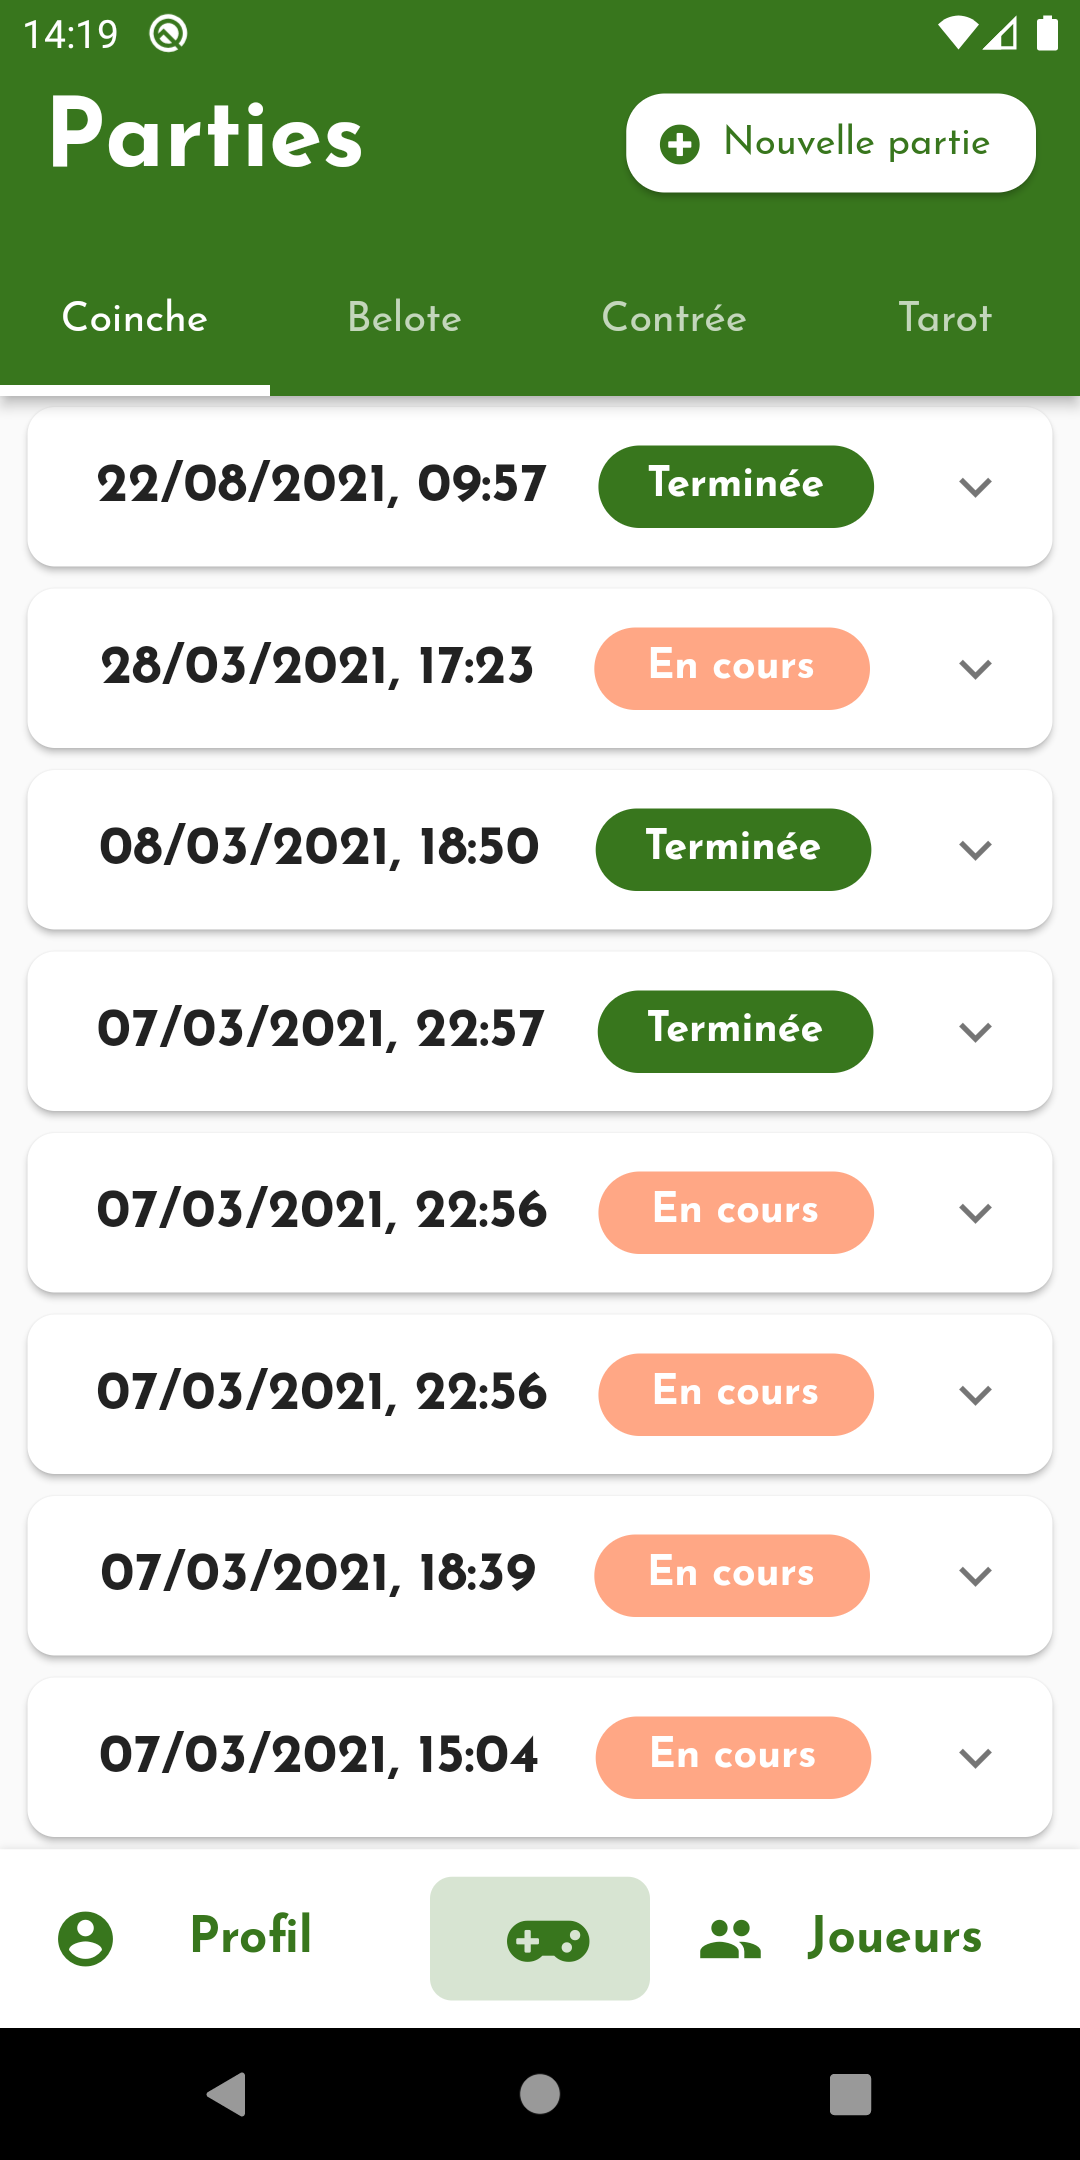 14:19
Parties
Nouvelle partie
Coinche Belote Contrée Tarot
22/08/2021, 09:57 Terminée
28/03/2021, 17:23 En cours
08/03/2021, 18:50 Terminée
07/03/2021, 22:57 Terminée
07/03/2021, 22:56 En cours
07/03/2021, 22:56 En cours
07/03/2021, 18:39 En cours
07/03/2021, 15:04 En cours
Profil Joueurs